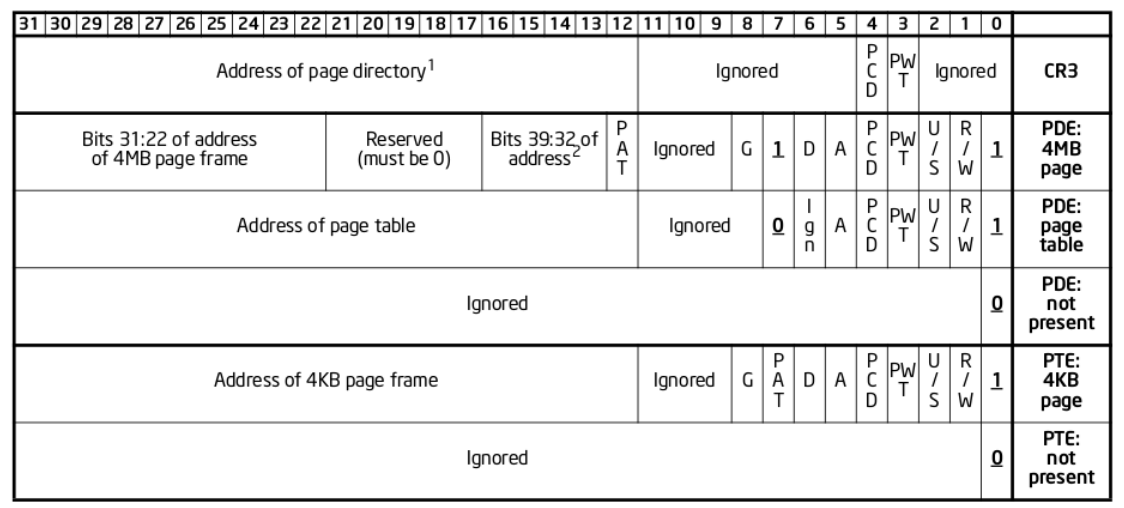 31 30 29 28 27 26 25 24 23 22 21 20 19 18 17 16 15 14 13 12 11 10 9 8 7 6 5 4 3 2 1 0
Address of page directory1 Ignored PCD PWT Ignored CR3
Bits 31:22 of address of 4MB page frame Reserved (must be 0) Bits 39:32 of address2 PAT Ignored G 1 D A PCD PWT U/S R/W 1 PDE: 4MB page
Address of page table Ignored 0 Ign A PCD PWT U/S R/W 1 PDE: page table
Ignored 0 PDE: not present
Address of 4KB page frame Ignored G PAT D A PCD PWT U/S R/W 1 PTE: 4KB page
Ignored 0 PTE: not present